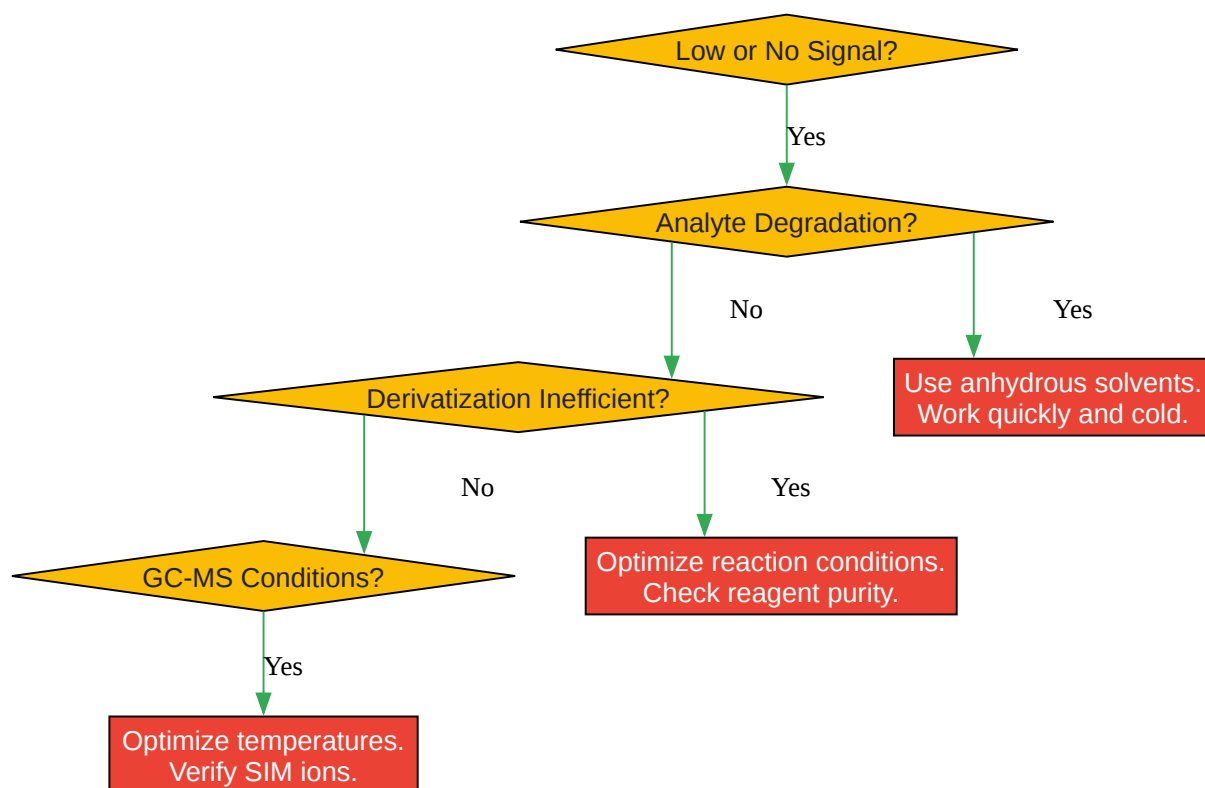 Low or No Signal?
Yes
Analyte Degradation?
No
Yes
Use anhydrous solvents.
Work quickly and cold.
Derivatization Inefficient?
No
Yes
Optimize reaction conditions.
Check reagent purity.
GC-MS Conditions?
Yes
Optimize temperatures.
Verify SIM ions.